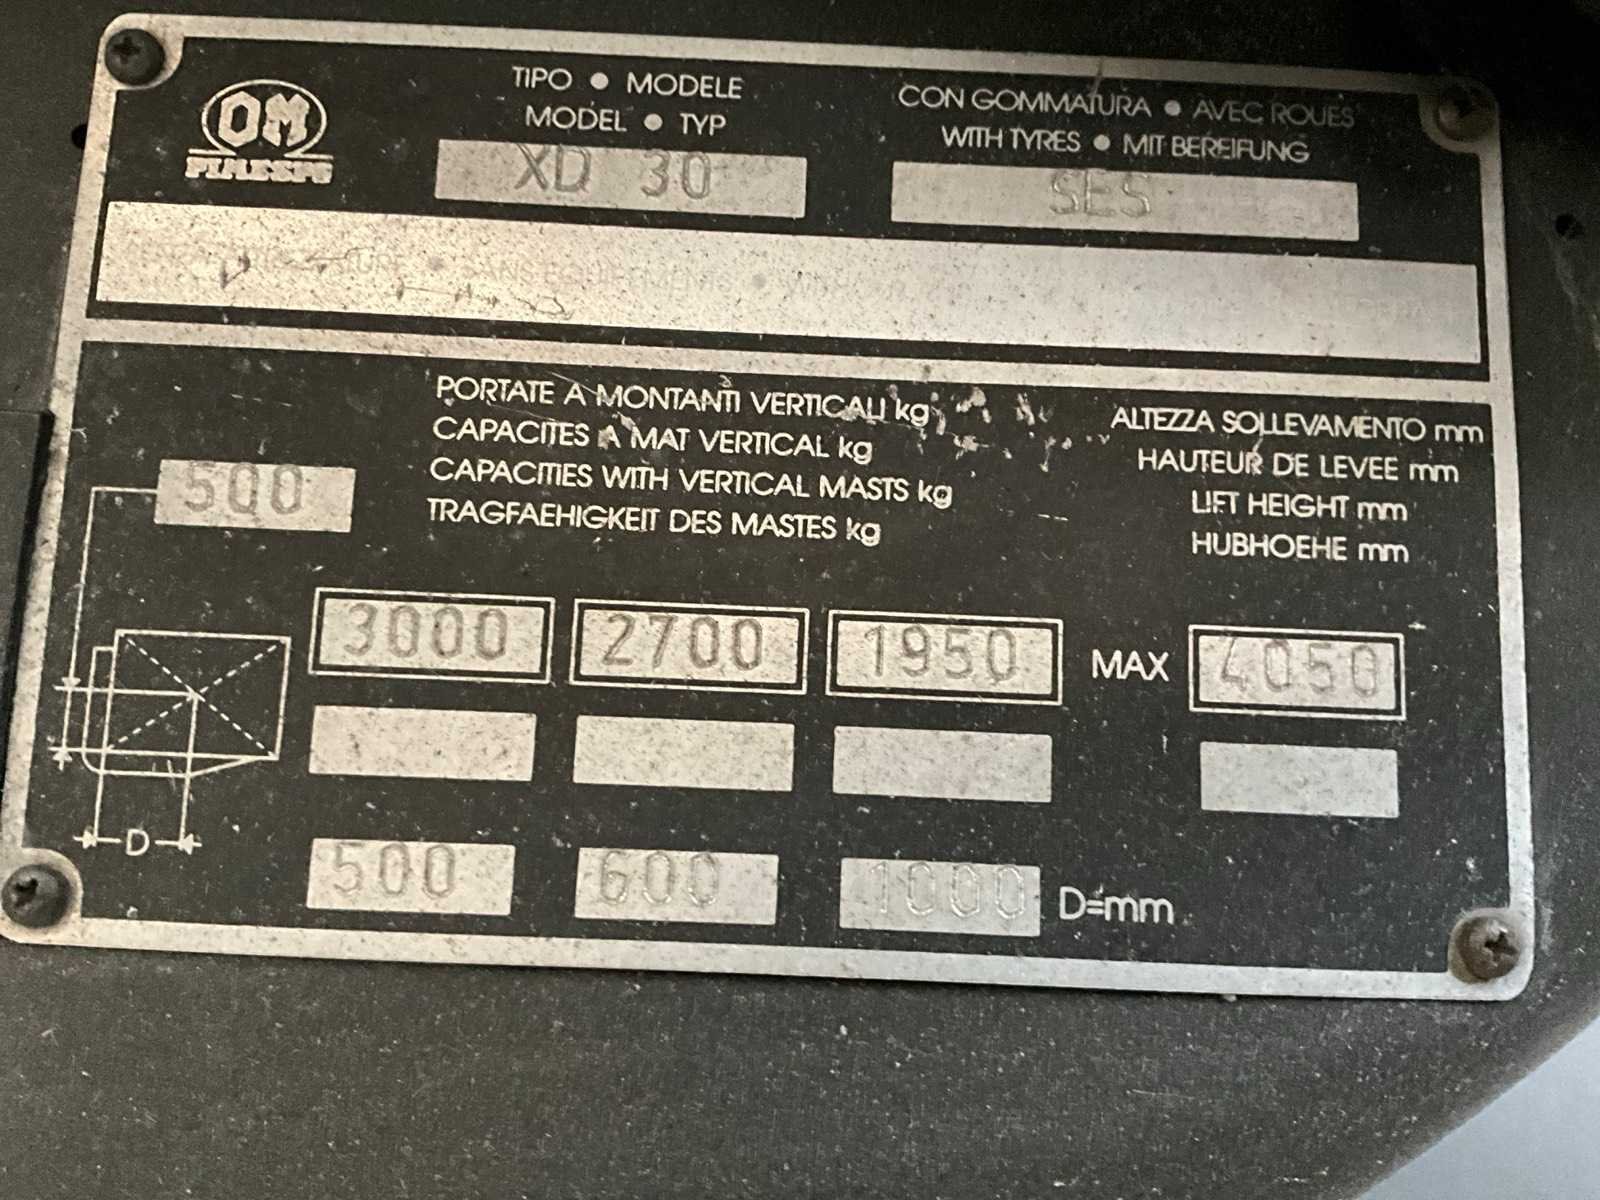 OM
TIPO ● MODELE
MODEL ● TYP
XD 30
CON GOMMATURA ● AVEC ROUES
WITH TYRES ● MIT BEREIFUNG
SES
SANS EQUIPEMENTS ●
PORTATE A MONTANTI VERTICALI kg
CAPACITES A MAT VERTICAL kg
CAPACITIES WITH VERTICAL MASTS kg
TRAGFAEHIGKEIT DES MASTES kg
ALTEZZA SOLLEVAMENTO mm
HAUTEUR DE LEVEE mm
LIFT HEIGHT mm
HUBHOEHE mm
500
3000 2700 1950 MAX 4050
D
500 600 1000 D=mm